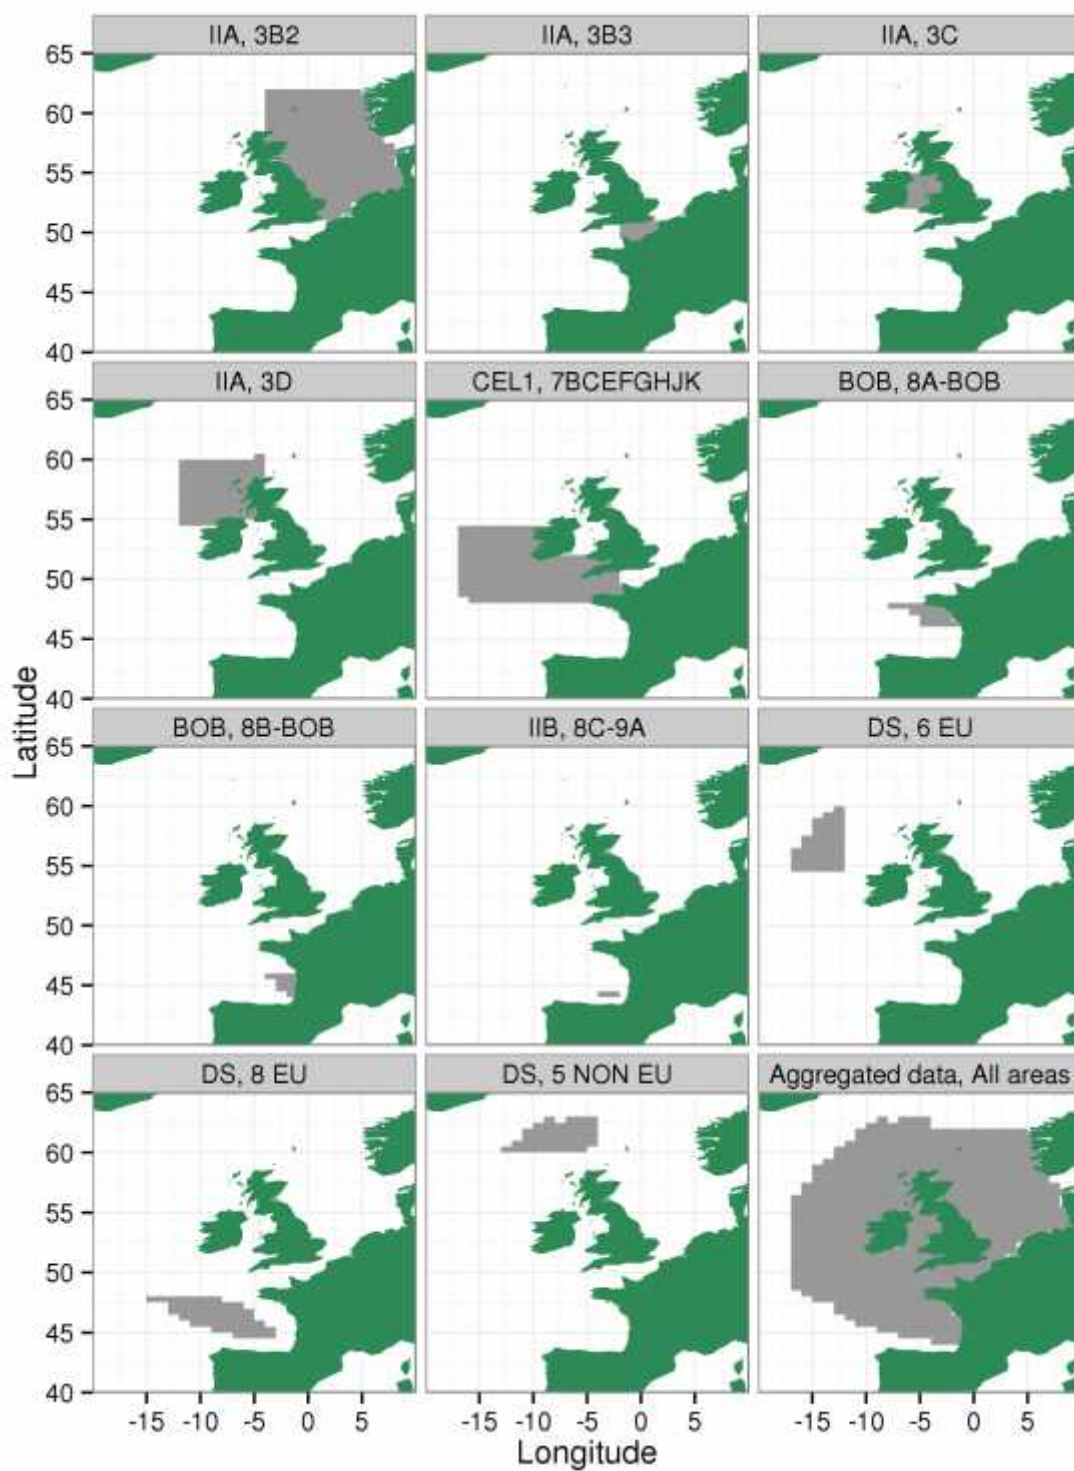 IIA, 3B2
IIA, 3B3
IIA, 3C
65
60
55
50
45
40
IIA, 3D
CEL1, 7BCEFGHJK
BOB, 8A-BOB
65
60
55
50
45
40
Latitude
BOB, 8B-BOB
IIB, 8C-9A
DS, 6 EU
65
60
55
50
45
40
DS, 8 EU
DS, 5 NON EU
Aggregated data, All areas
65
60
55
50
45
40
-15 -10 -5 0 5 -15 -10 -5 0 5 -15 -10 -5 0 5
Longitude